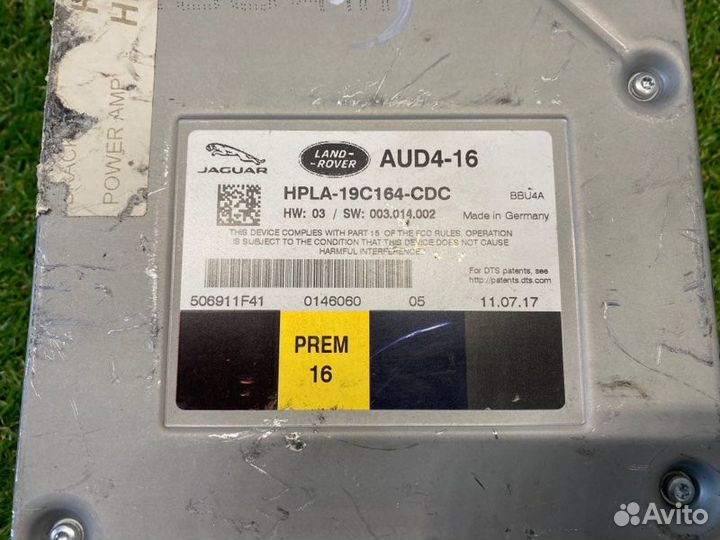 POWER AMP
JAGUAR
LAND-
ROVER
AUD4-16
HPLA-19C164-CDC
BBU4A
HW: 03 / SW: 003.014.002
Made in Germany
THIS DEVICE COMPLIES WITH PART 15 OF THE FCC RULES. OPERATION
IS SUBJECT TO THE CONDITION THAT THIS DEVICE DOES NOT CAUSE
HARMFUL INTERFERENCE
For DTS patents, see
http://patents.dts.com
506911F41 0146060 05 11.07.17
PREM
16
Avito